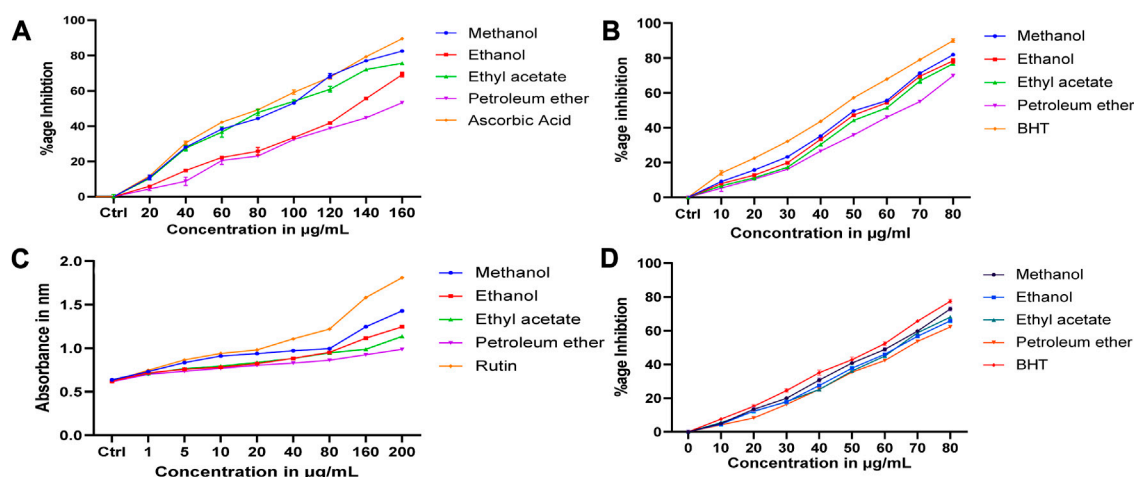 A
%age Inhibtion
100
80
60
40
20
0
Ctrl 20 40 60 80 100 120 140 160
Concentration in µg/mL
Methanol
Ethanol
Ethyl acetate
Petroleum ether
Ascorbic Acid
B
%age inhibition
100
80
60
40
20
0
Ctrl 10 20 30 40 50 60 70 80
Concontration in µg/ml
Methanol
Ethanol
Ethyl acetate
Petroleum ether
BHT
C
Absorbance in nm
2.0
1.5
1.0
0.5
0.0
Ctrl 1 5 10 20 40 80 160 200
Concentration in µg/mL
Methanol
Ethanol
Ethyl acetate
Petroleum ether
Rutin
D
%age Inhibtion
100
80
60
40
20
0
0 10 20 30 40 50 60 70 80
Concentration in µg/mL
Methanol
Ethanol
Ethyl acetate
Petroleum ether
BHT